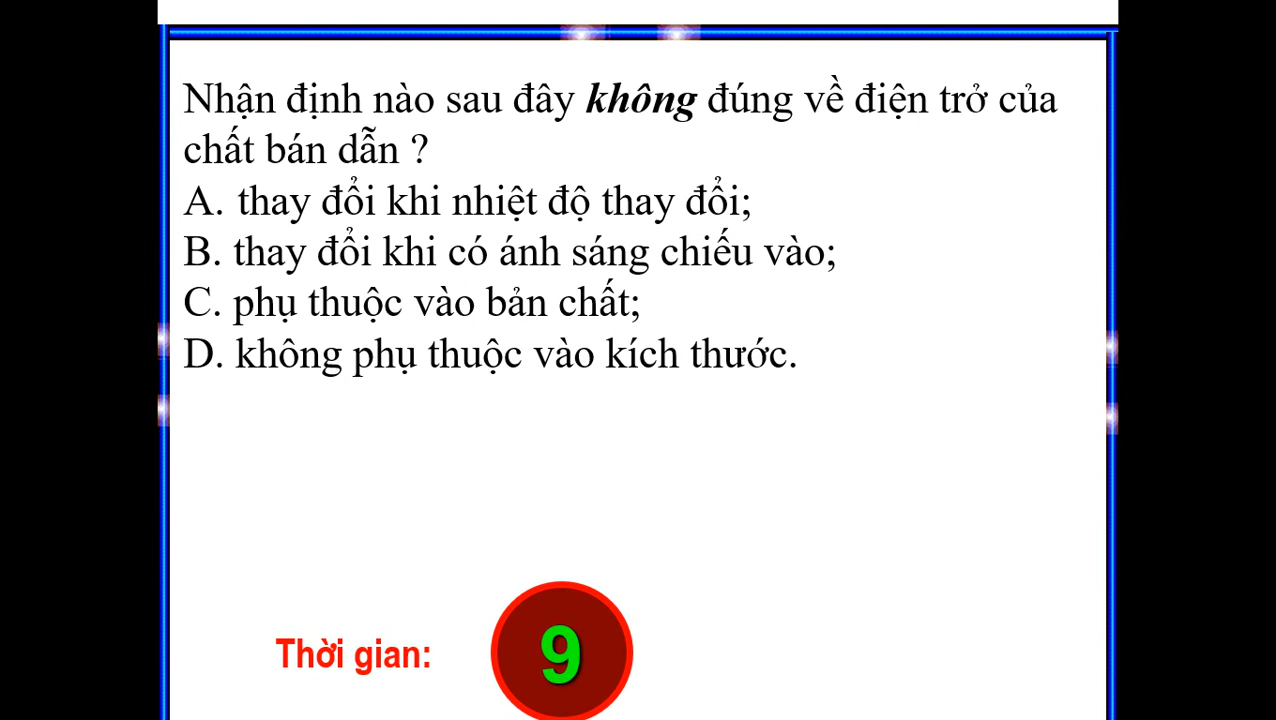 Nhận định nào sau đây không đúng về điện trở của
chất bán dẫn ?
A. thay đổi khi nhiệt độ thay đổi;
B. thay đổi khi có ánh sáng chiếu vào;
C. phụ thuộc vào bản chất;
D. không phụ thuộc vào kích thước.
Thời gian: 9